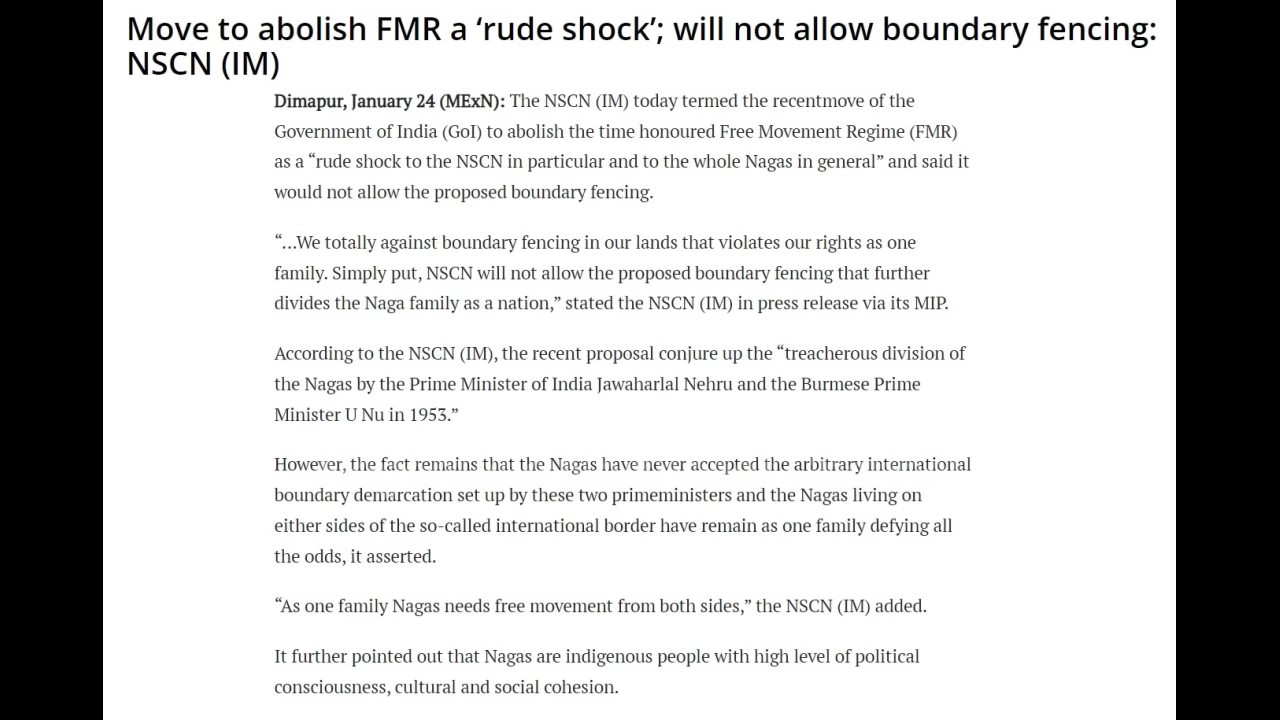 Move to abolish FMR a ‘rude shock’; will not allow boundary fencing:
NSCN (IM)
Dimapur, January 24 (MExN): The NSCN (IM) today termed the recentmove of the
Government of India (GoI) to abolish the time honoured Free Movement Regime (FMR)
as a “rude shock to the NSCN in particular and to the whole Nagas in general” and said it
would not allow the proposed boundary fencing.
“…We totally against boundary fencing in our lands that violates our rights as one
family. Simply put, NSCN will not allow the proposed boundary fencing that further
divides the Naga family as a nation,” stated the NSCN (IM) in press release via its MIP.
According to the NSCN (IM), the recent proposal conjure up the “treacherous division of
the Nagas by the Prime Minister of India Jawaharlal Nehru and the Burmese Prime
Minister U Nu in 1953.”
However, the fact remains that the Nagas have never accepted the arbitrary international
boundary demarcation set up by these two primeministers and the Nagas living on
either sides of the so-called international border have remain as one family defying all
the odds, it asserted.
“As one family Nagas needs free movement from both sides,” the NSCN (IM) added.
It further pointed out that Nagas are indigenous people with high level of political
consciousness, cultural and social cohesion.